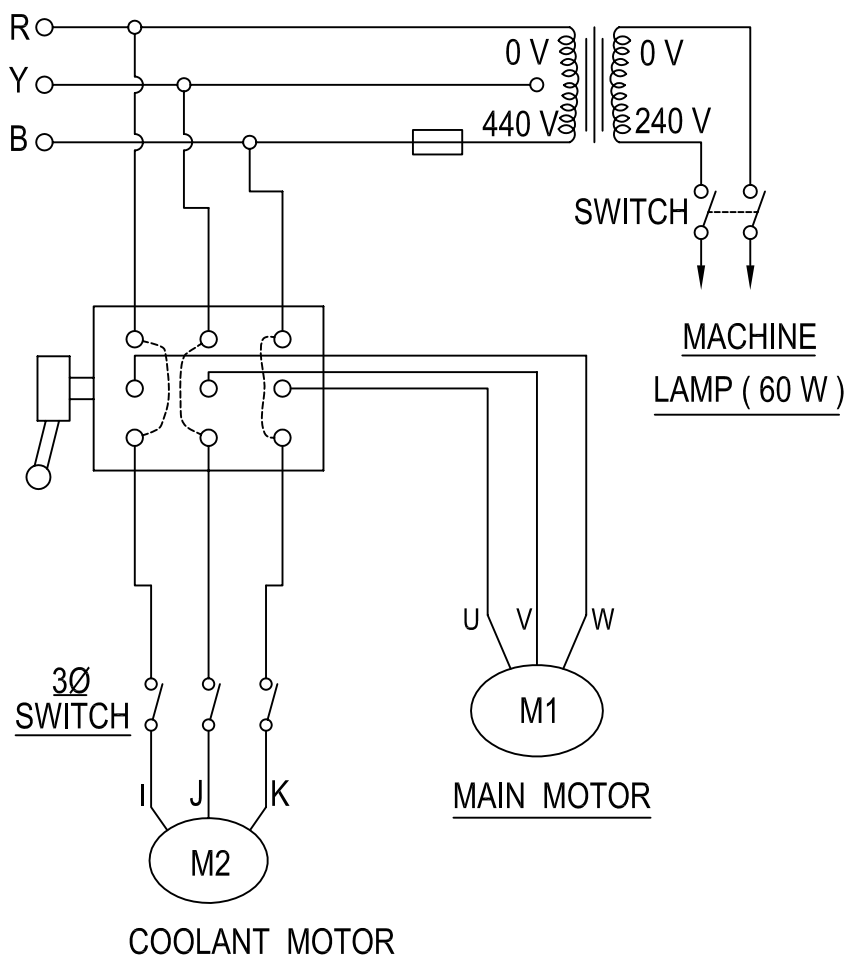 R
0 V
0 V
Y
440 V
240 V
B
SWITCH
MACHINE
LAMP ( 60 W )
U
V
W
3Ø
SWITCH
M1
I
J
K
MAIN MOTOR
M2
COOLANT MOTOR